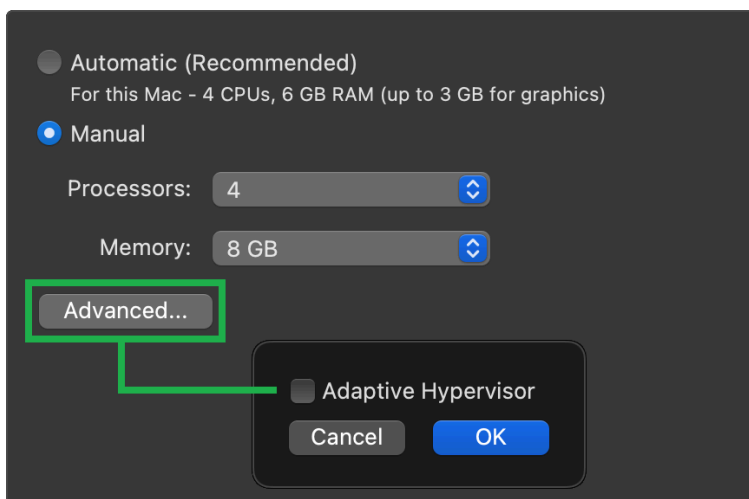 Automatic (Recommended)
For this Mac - 4 CPUs, 6 GB RAM (up to 3 GB for graphics)
Manual
Processors: 4
Memory: 8 GB
Advanced...
Adaptive Hypervisor
Cancel OK